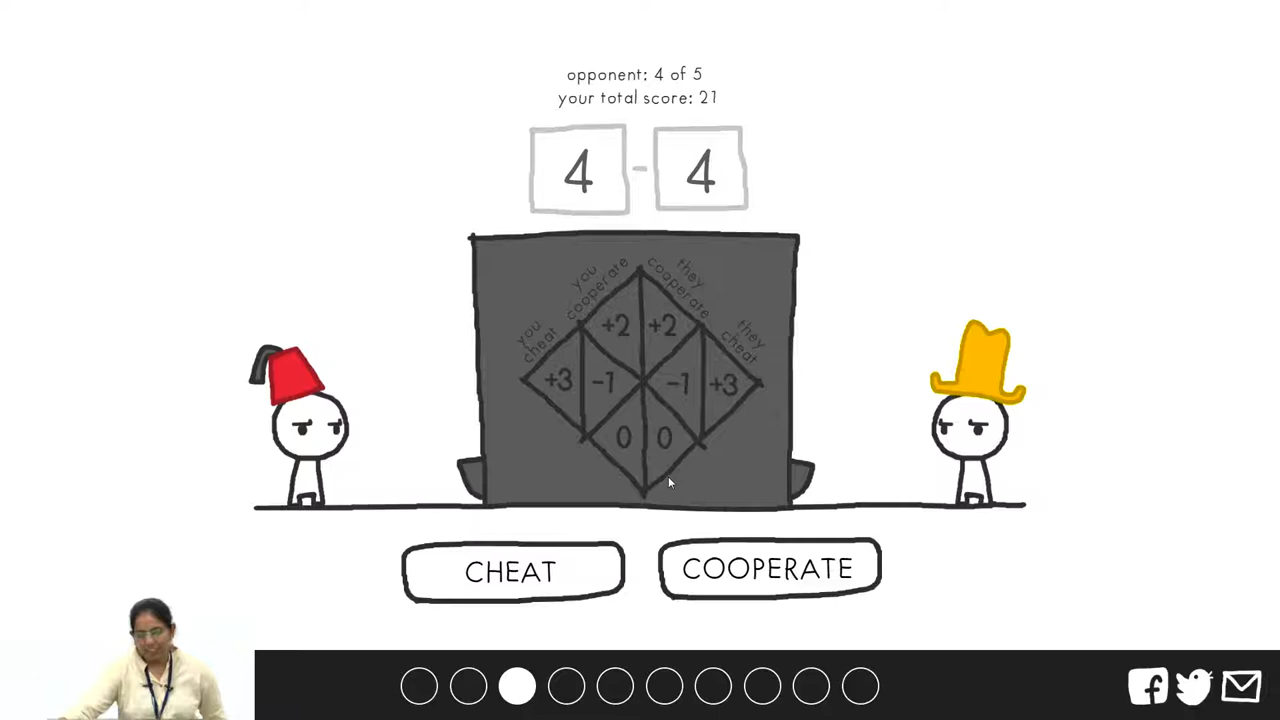 opponent: 4 of 5
your total score: 21
4 - 4
you cooperate
they cooperate
you cheat
they cheat
+2 +2
+3 -1 -1 +3
0 0
CHEAT
COOPERATE